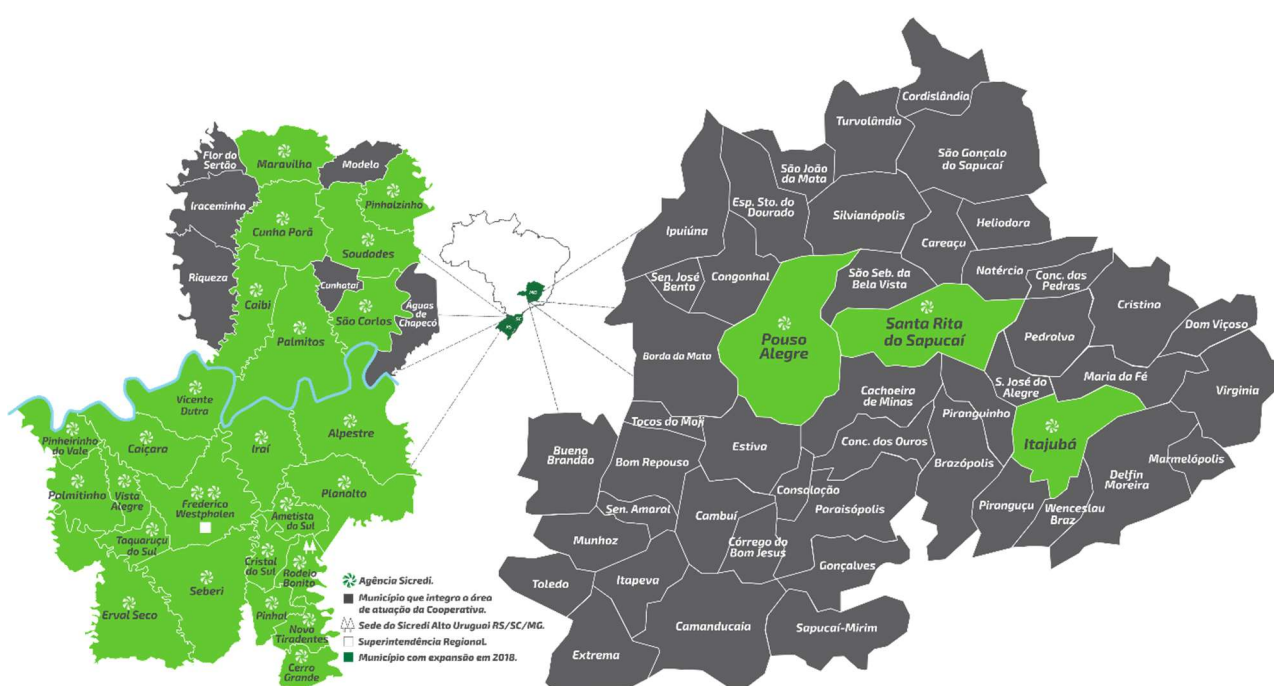 Flor do
Sertão
Maravilha
Modelo
Iraceminha
Pinhalzinho
Cunha Porã
Saudades
Riqueza
Cunhataí
Caibi
São Carlos
Águas
de
Chapecó
Palmitos
Vicente
Dutra
Pinheirinho
do Vale
Caiçara
Iraí
Alpestre
Palmitinho
Vista
Alegre
Frederico
Westphalen
Planalto
Ametista
do Sul
Taquaruçu
do Sul
Cristal
do Sul
Rodeio
Bonito
Seberi
Erval Seco
Pinhal
Novo
Tiradentes
Cerro
Grande
MG
SC
RS
Agência Sicredi.
Município que integra a área
de atuação da Cooperativa.
Sede da Sicredi Alto Uruguai RS/SC/MG.
Superintendência Regional.
Município com expansão em 2018.
Cordislândia
Turvolândia
São Gonçalo
do Sapucaí
São João
da Mata
Esp. Sto. do
Dourado
Silvianópolis
Heliodora
Ipuiúna
Careaçu
Natércia
Sen. José
Bento
Congonhal
São Seb. da
Bela Vista
Conc. das
Pedras
Cristina
Dom Viçoso
Pouso
Alegre
Santa Rita
do Sapucaí
Pedralva
Borda da Mata
Cachoeira
de Minas
S. José do
Alegre
Maria da Fé
Virginia
Tocos do Moji
Piranguinho
Itajubá
Bueno
Brandão
Estiva
Conc. dos Ouros
Bom Repouso
Brazópolis
Marmelópolis
Delfin
Moreira
Consolação
Sen. Amaral
Cambuí
Paraisópolis
Piranguçu
Wenceslau
Braz
Munhoz
Córrego do
Bom Jesus
Gonçalves
Toledo
Itapeva
Camanducaia
Sapucaí-Mirim
Extrema